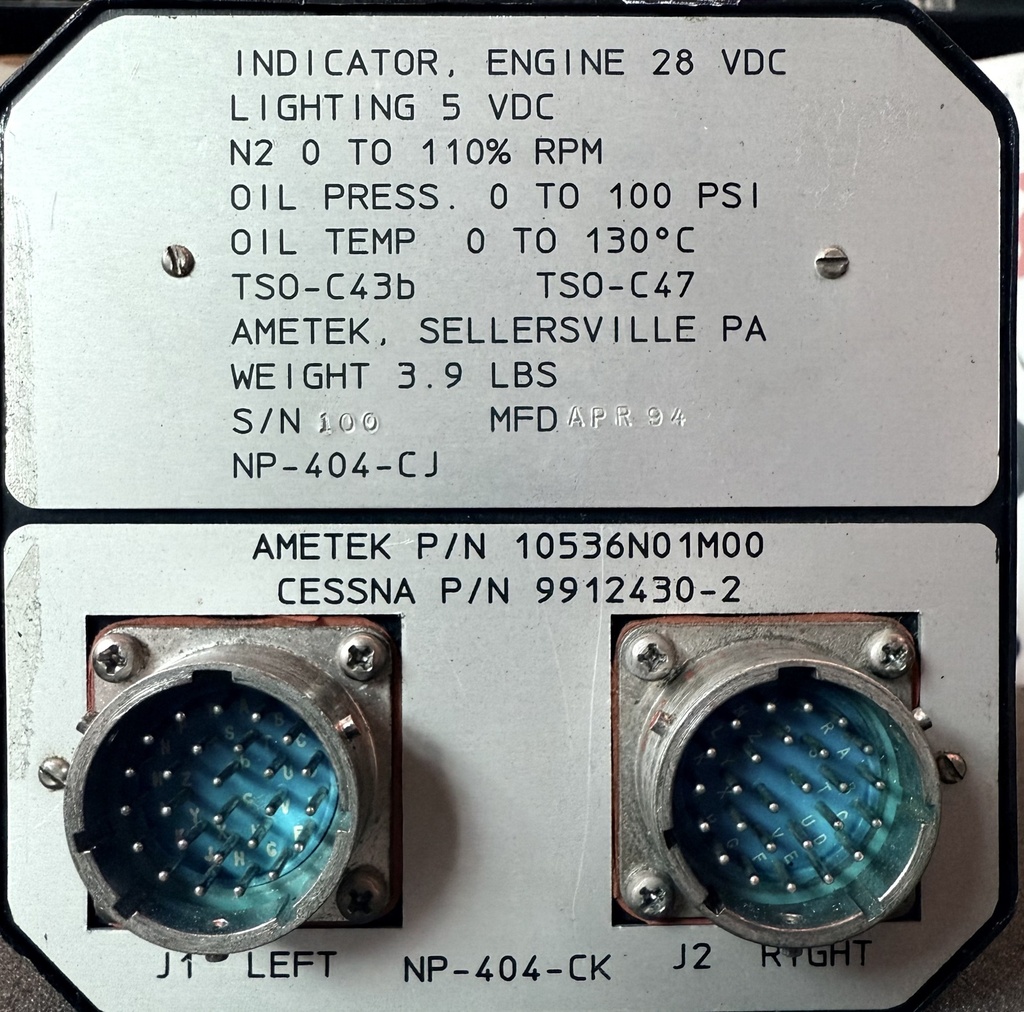 INDICATOR, ENGINE 28 VDC
LIGHTING 5 VDC
N2 0 TO 110% RPM
OIL PRESS. 0 TO 100 PSI
OIL TEMP 0 TO 130°C
TSO-C43b TSO-C47
AMETEK, SELLERSVILLE PA
WEIGHT 3.9 LBS
S/N 100 MFD APR 94
NP-404-CJ
AMETEK P/N 10536N01M00
CESSNA P/N 9912430-2
J1 LEFT
NP-404-CK
J2 RIGHT